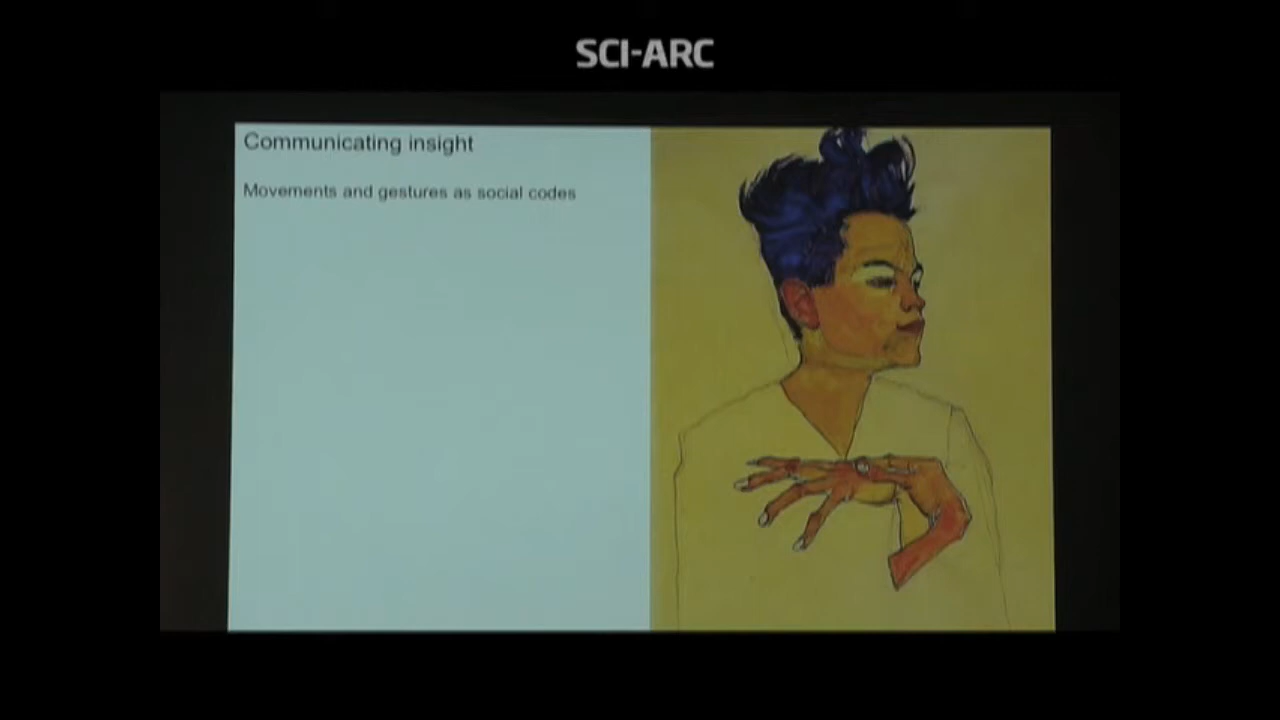 SCI-ARC
Communicating insight
Movements and gestures as social codes